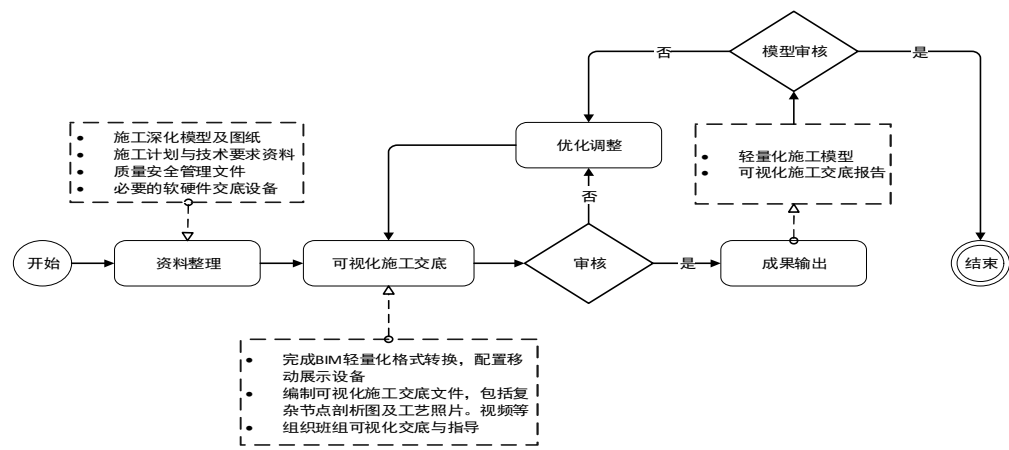 模型审核
否
是
施工深化模型及图纸
施工计划与技术要求资料
质量安全管理文件
必要的软硬件交底设备
优化调整
轻量化施工模型
可视化施工交底报告
否
开始
资料整理
可视化施工交底
审核
是
成果输出
结束
完成BIM轻量化格式转换，配置移
动展示设备
编制可视化施工交底文件，包括复
杂节点剖析图及工艺照片。视频等
组织班组可视化交底与指导